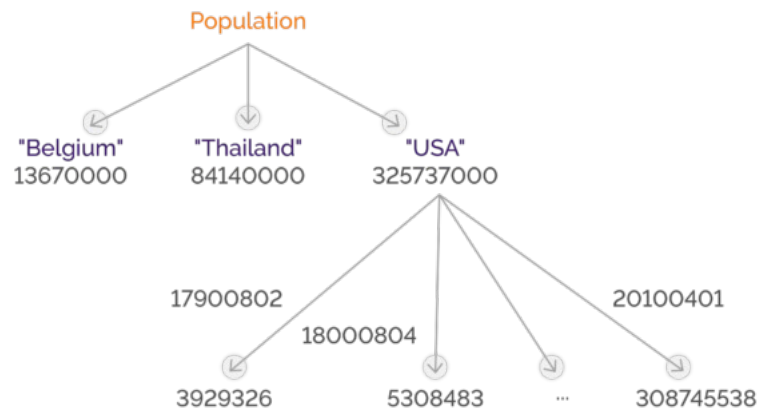 Population
"Belgium" "Thailand" "USA"
13670000 84140000 325737000
17900802 20100401
18000804
3929326 5308483 ... 308745538